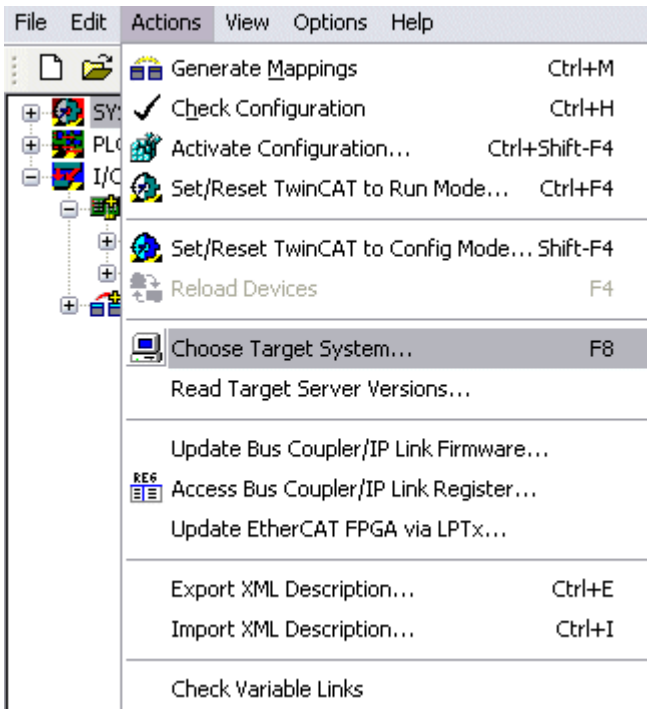 File Edit Actions View Options Help
Generate Mappings Ctrl+M
SY
Check Configuration Ctrl+H
PL
Activate Configuration... Ctrl+Shift-F4
I/
Set/Reset TwinCAT to Run Mode... Ctrl+F4
Set/Reset TwinCAT to Config Mode... Shift-F4
Reload Devices F4
Choose Target System... F8
Read Target Server Versions...
Update Bus Coupler/IP Link Firmware...
REG Access Bus Coupler/IP Link Register...
Update EtherCAT FPGA via LPTx...
Export XML Description... Ctrl+E
Import XML Description... Ctrl+I
Check Variable Links